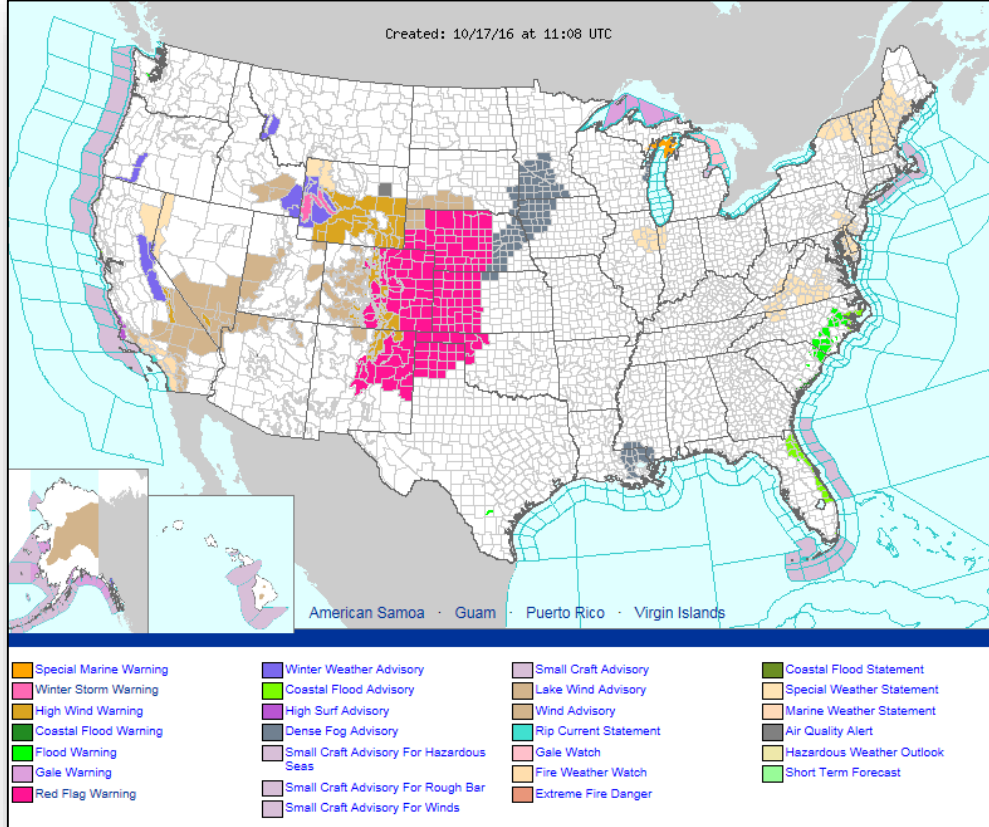 Created: 10/17/16 at 11:08 UTC
American Samoa · Guam · Puerto Rico · Virgin Islands
Special Marine Warning
Winter Storm Warning
High Wind Warning
Coastal Flood Warning
Flood Warning
Gale Warning
Red Flag Warning
Winter Weather Advisory
Coastal Flood Advisory
High Surf Advisory
Dense Fog Advisory
Small Craft Advisory For Hazardous
Seas
Small Craft Advisory For Rough Bar
Small Craft Advisory For Winds
Small Craft Advisory
Lake Wind Advisory
Wind Advisory
Rip Current Statement
Gale Watch
Fire Weather Watch
Extreme Fire Danger
Coastal Flood Statement
Special Weather Statement
Marine Weather Statement
Air Quality Alert
Hazardous Weather Outlook
Short Term Forecast